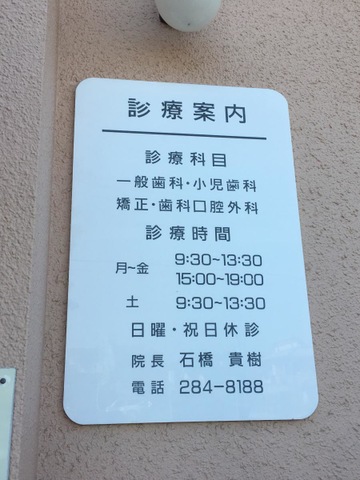 診療案内
診療科目
一般歯科・小児歯科
矯正・歯科口腔外科
診療時間
月~金 9:30~13:30
15:00~19:00
土 9:30~13:30
日曜・祝日休診
院長 石橋 貴樹
電話 284-8188